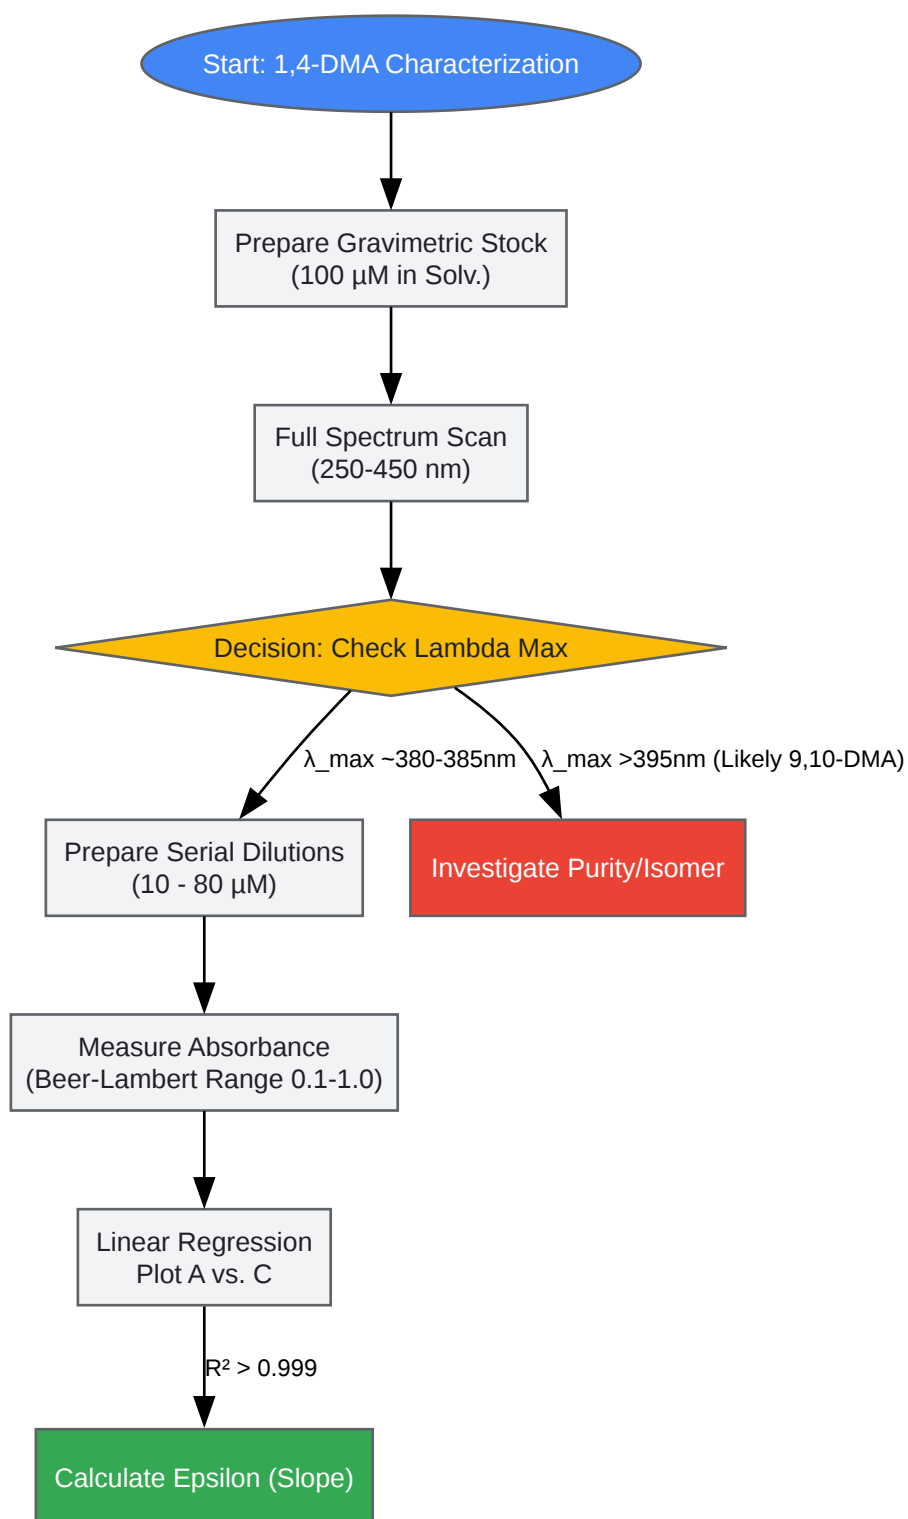 Start: 1,4-DMA Characterization
Prepare Gravimetric Stock
(100 µM in Solv.)
Full Spectrum Scan
(250-450 nm)
Decision: Check Lambda Max
λ_max ~380-385nm
λ_max >395nm (Likely 9,10-DMA)
Prepare Serial Dilutions
(10 - 80 µM)
Investigate Purity/Isomer
Measure Absorbance
(Beer-Lambert Range 0.1-1.0)
Linear Regression
Plot A vs. C
R² > 0.999
Calculate Epsilon (Slope)